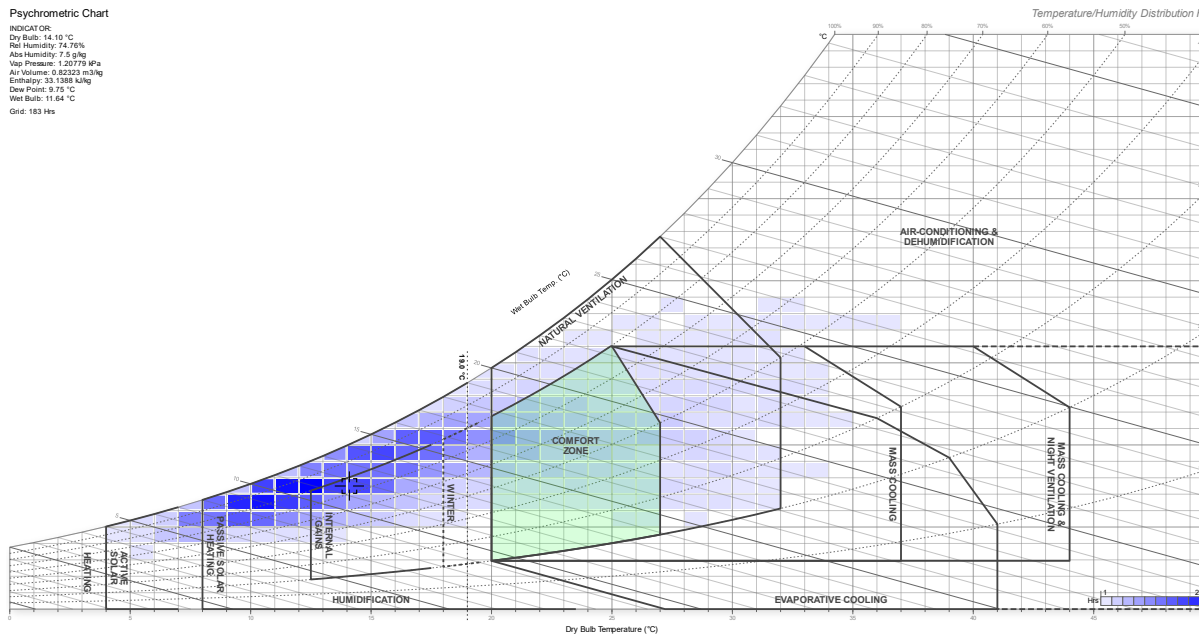 Psychrometric Chart
Temperature/Humidity Distribution
INDICATOR:
Dry Bulb: 14.10 °C
Rel Humidity: 74.76%
Abs Humidity: 7.5 g/kg
Vap Pressure: 1.20779 kPa
Air Volume: 0.82323 m3/kg
Enthalpy: 33.1388 kJ/kg
Dew Point: 9.75 °C
Wet Bulb: 11.64 °C
Grid: 183 Hrs
100% 90% 80% 70% 60% 50%
°C
30
AIR-CONDITIONING &
DEHUMIDIFICATION
25
Wet Bulb Temp. (°C)
NATURAL VENTILATION
20
19.0 °C
15
10
5
COMFORT
ZONE
WINTER
INTERNAL
GAINS
PASSIVE SOLAR
HEATING
ACTIVE
SOLAR
HEATING
MASS COOLING
MASS COOLING &
NIGHT VENTILATION
HUMIDIFICATION
EVAPORATIVE COOLING
Hrs
1
0 5 10 15 20 25 30 35 40 45
Dry Bulb Temperature (°C)